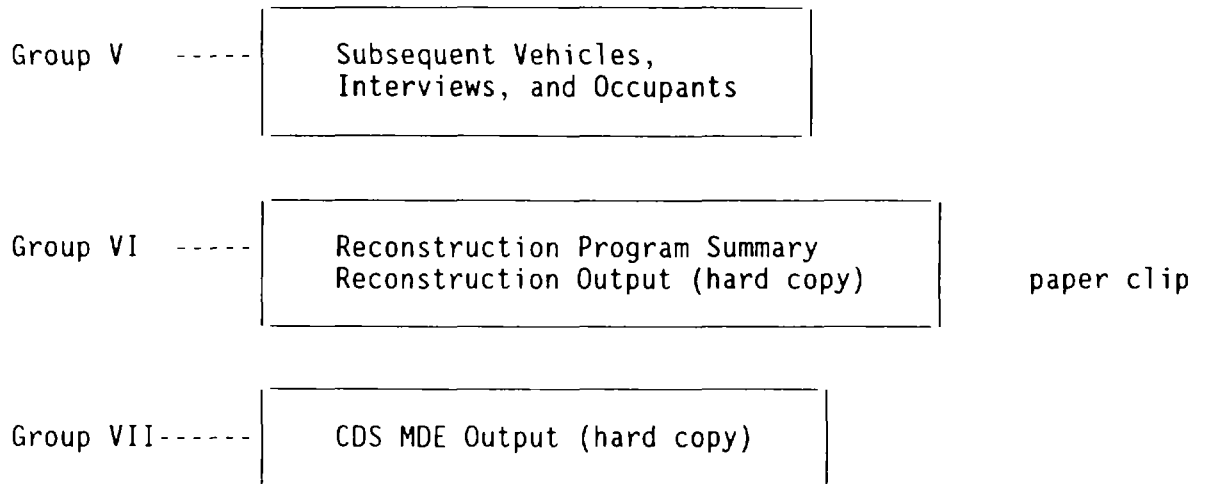 Group V ----- Subsequent Vehicles,
Interviews, and Occupants
Group VI ----- Reconstruction Program Summary
Reconstruction Output (hard copy) paper clip
Group VII------ CDS MDE Output (hard copy)